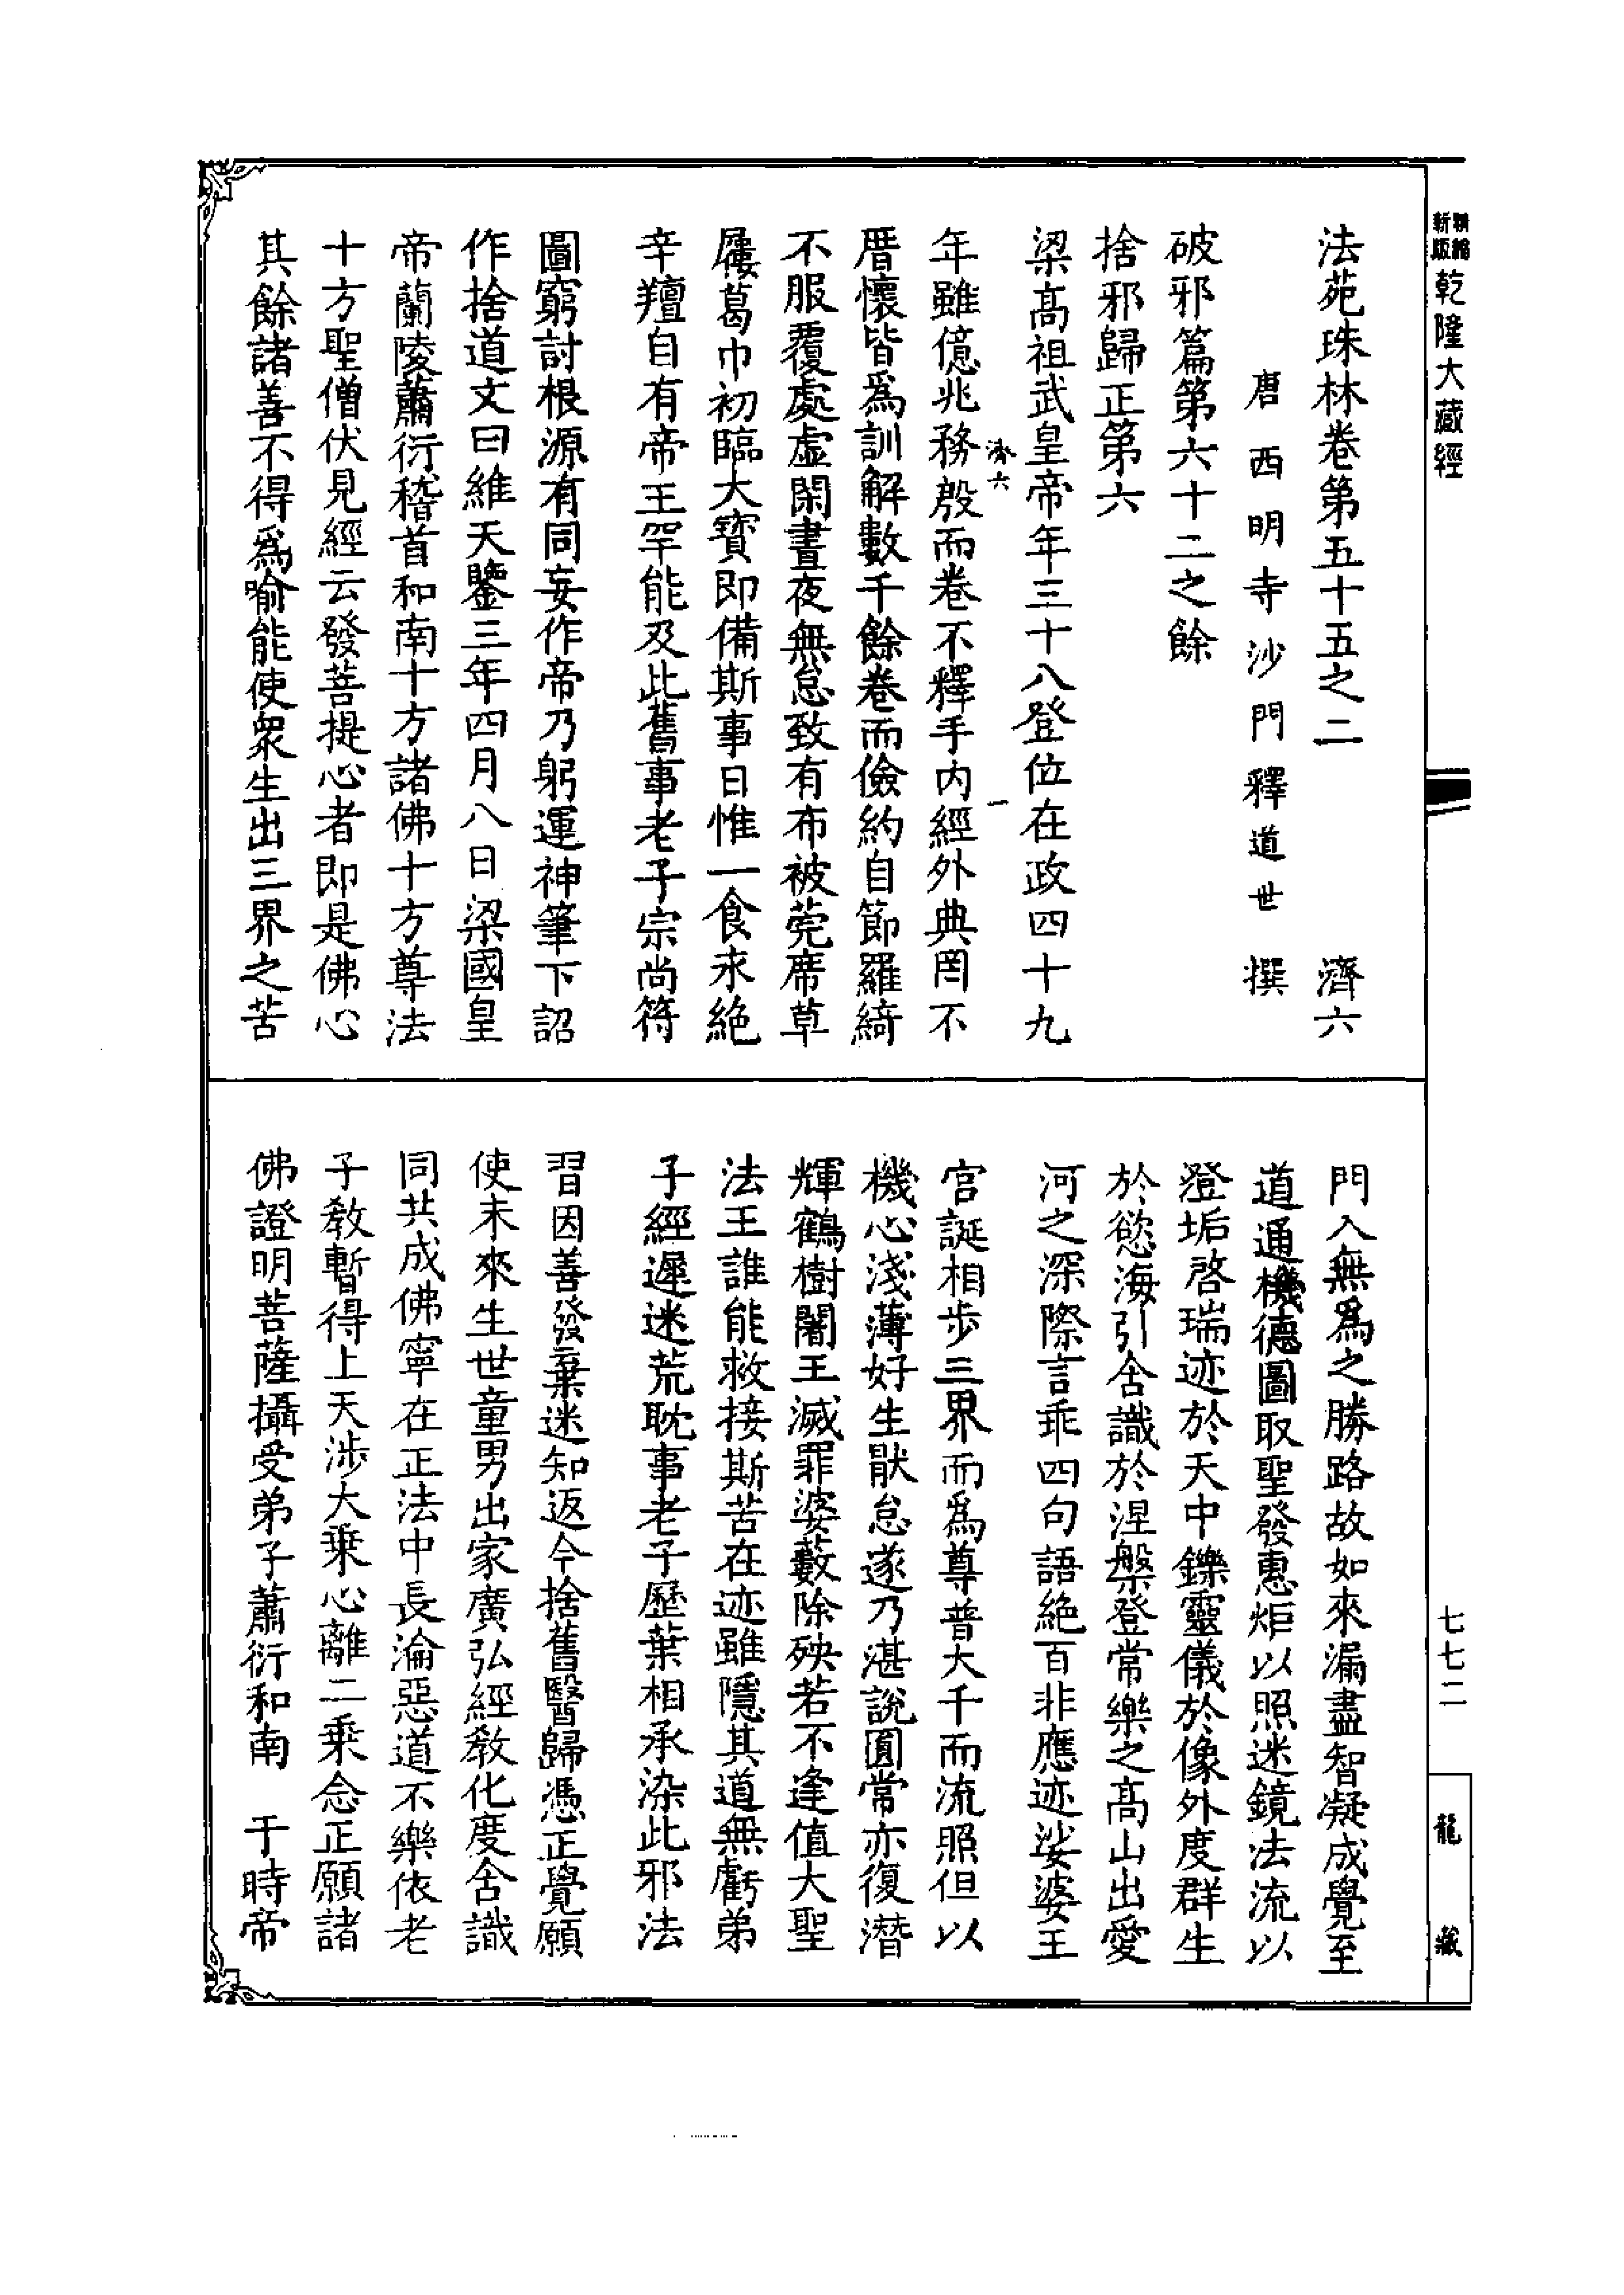 新版 精縮 乾隆大藏經
七七二
龍藏
法苑珠林卷第五十五之二 濟六
唐西明寺沙門釋道世撰
破邪篇第六十二之餘
捨邪歸正第六
梁髙祖武皇帝年三十八登位在政四十九
濟六 一
年雖億兆務殷而卷不釋手內經外典罔不
厝懷皆爲訓解數千餘卷而儉約自節羅綺
不服覆處虛閑晝夜無怠致有布被莞席草
屨葛巾初臨大寶即備斯事日惟一食永絕
辛羶自有帝王罕能及此舊事老子宗尚符
圖窮討根源有同妄作帝乃躬運神筆下詔
作捨道文曰維天鑒三年四月八日梁國皇
帝蘭陵蕭衍稽首和南十方諸佛十方尊法
十方聖僧伏見經云發菩提心者即是佛心
其餘諸善不得爲喻能使眾生出三界之苦
門入無爲之勝路故如來漏盡智凝成覺至
道通機德圓取聖發惠炬以照迷鏡法流以
澄垢啓瑞迹於天中鑠靈儀於像外度群生
於慾海引含識於涅槃登常樂之髙山出愛
河之深際言乖四句語絕百非應迹娑婆王
宮誕相步三界而爲尊普大千而流照但以
機心淺薄好生猒怠遂乃湛說圓常亦復潛
輝鶴樹闍王滅罪婆藪除殃若不逢值大聖
法王誰能救接斯苦在迹雖隱其道無虧弟
子經遲迷荒耽事老子歷葉相承染此邪法
習因善發棄迷知返今捨舊醫歸憑正覺願
使未來生世童男出家廣弘經教化度含識
同共成佛寧在正法中長淪惡道不樂依老
子教暫得上天涉大乘心離二乘念正願諸
佛證明菩薩攝受弟子蕭衍和南 于時帝